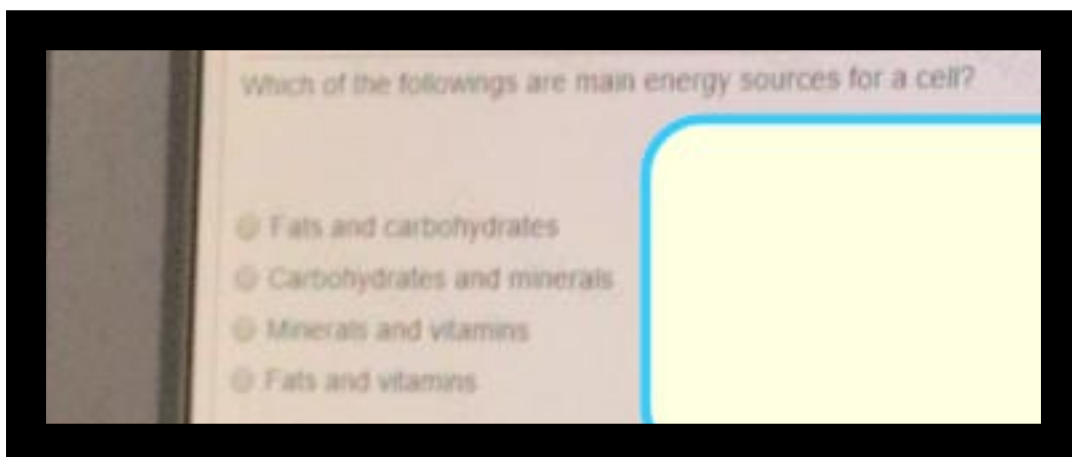 Which of the followings are main energy sources for a cell?
Fats and carbohydrates
Carbohydrates and minerals
Minerals and vitamins
Fats and vitamins